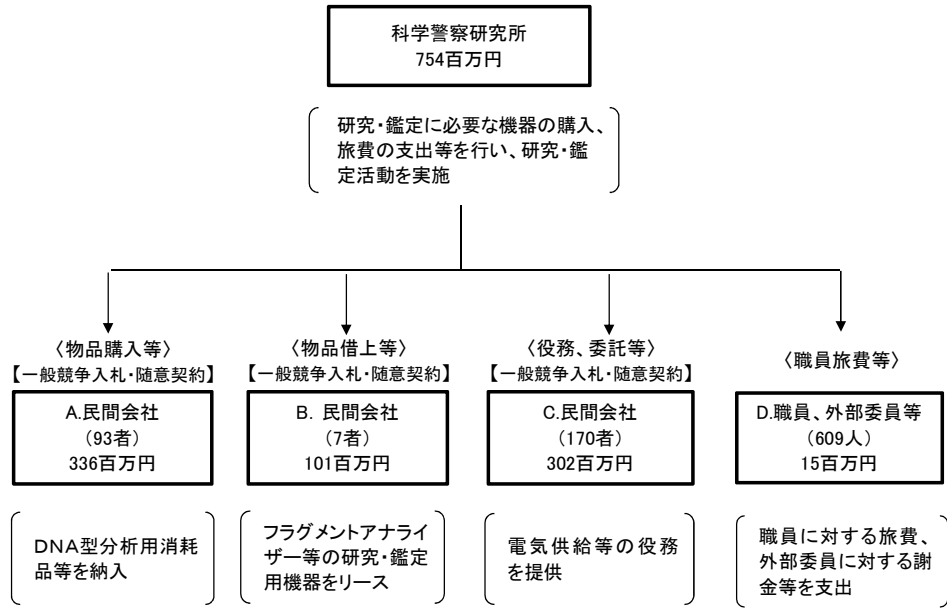 科学警察研究所
754百万円
研究・鑑定に必要な機器の購入、
旅費の支出等を行い、研究・鑑
定活動を実施
〈物品購入等〉
【一般競争入札・随意契約】
A.民間会社
（93者）
336百万円
DNA型分析用消耗
品等を納入
〈物品借上等〉
【一般競争入札・随意契約】
B. 民間会社
（7者）
101百万円
フラグメントアナライ
ザー等の研究・鑑定
用機器をリース
〈役務、委託等〉
【一般競争入札・随意契約】
C.民間会社
（170者）
302百万円
電気供給等の役務
を提供
〈職員旅費等〉
D.職員、外部委員等
（609人）
15百万円
職員に対する旅費、
外部委員に対する謝
金等を支出